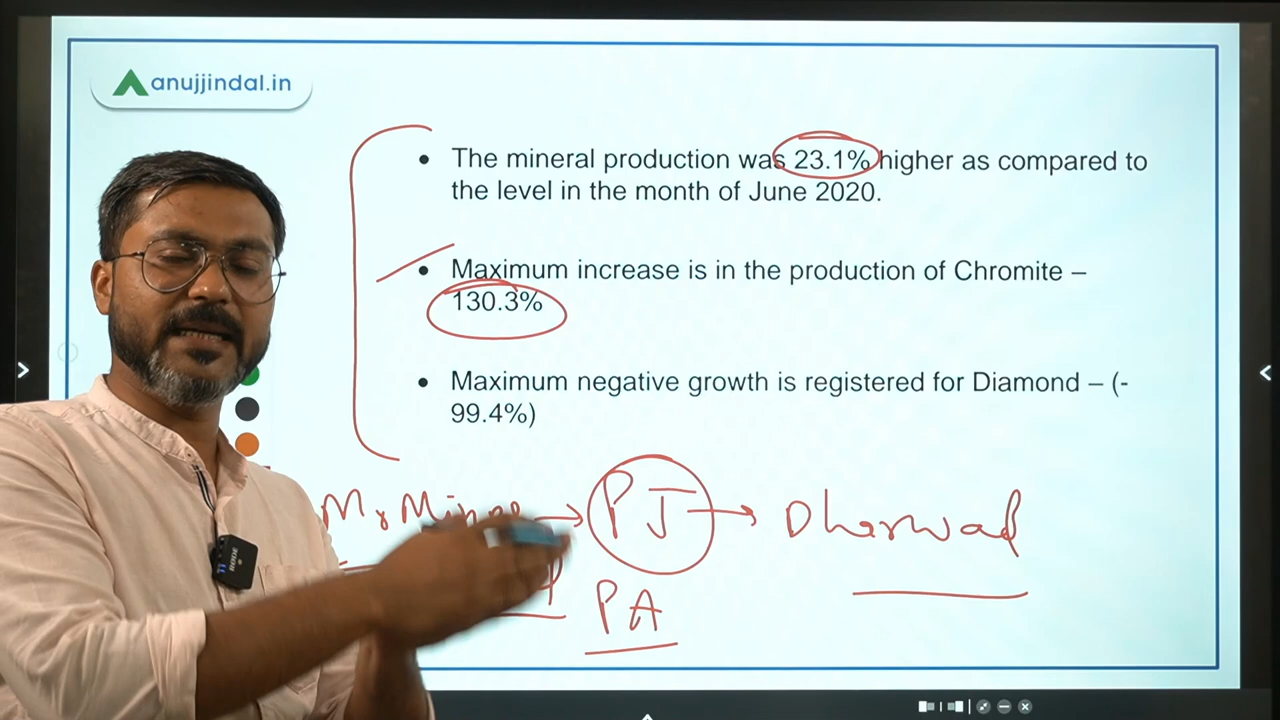 anujjindal.in
• The mineral production was 23.1% higher as compared to
the level in the month of June 2020.
• Maximum increase is in the production of Chromite –
130.3%
• Maximum negative growth is registered for Diamond – (-
99.4%)
PJ → Dharwad
PA
RODE